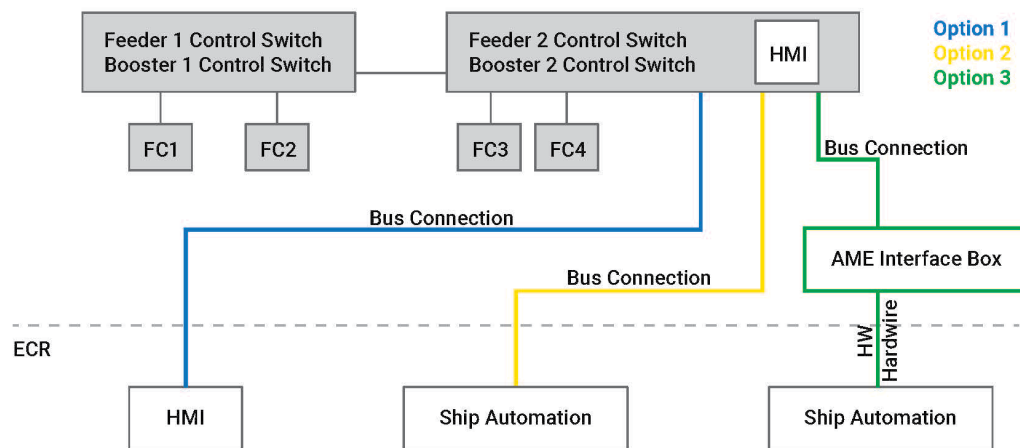 Feeder 1 Control Switch
Booster 1 Control Switch
Feeder 2 Control Switch
Booster 2 Control Switch
HMI
Option 1
Option 2
Option 3
FC1
FC2
FC3
FC4
Bus Connection
Bus Connection
Bus Connection
AME Interface Box
HW
Hardwire
ECR
HMI
Ship Automation
Ship Automation